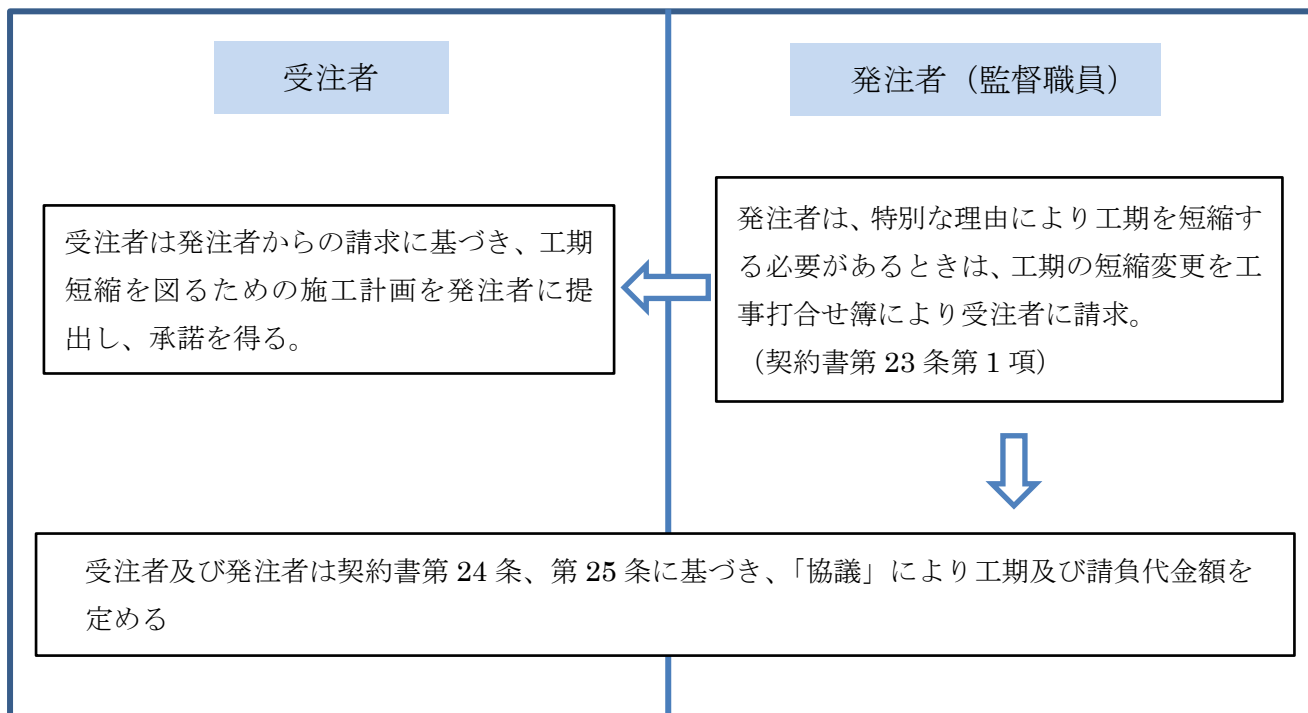 受注者
発注者（監督職員）
受注者は発注者からの請求に基づき、工期
短縮を図るための施工計画を発注者に提
出し、承諾を得る。
発注者は、特別な理由により工期を短縮す
る必要があるときは、工期の短縮変更を工
事打合せ簿により受注者に請求。
（契約書第 23 条第 1 項）
受注者及び発注者は契約書第 24 条、第 25 条に基づき、「協議」により工期及び請負代金額を
定める